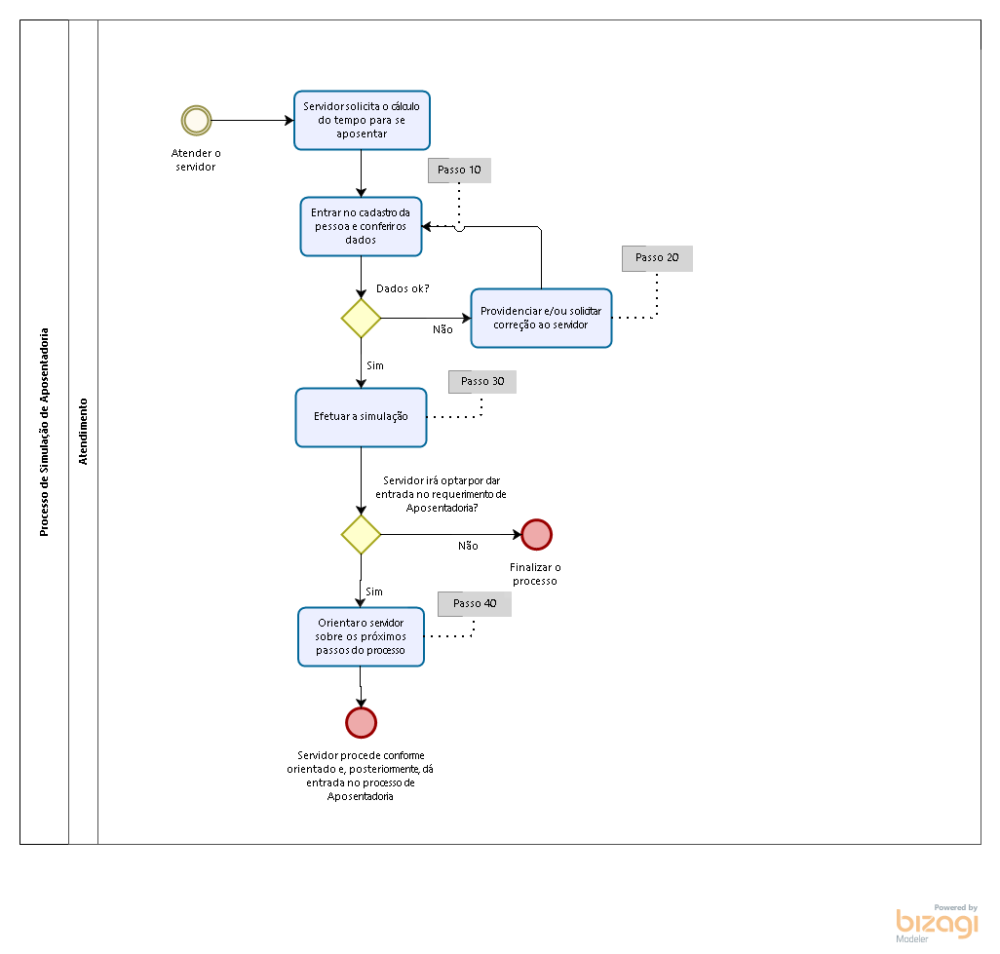 Processo de Simulação de Aposentadoria
Atendimento
Atender o
servidor
Servidor solicita o cálculo
do tempo para se
aposentar
Passo 10
Entrar no cadastro da
pessoa e conferir os
dados
Passo 20
Dados ok?
Providenciar e/ou solicitar
correção ao servidor
Não
Sim
Passo 30
Efetuar a simulação
Servidor irá optar por dar
entrada no requerimento de
Aposentadoria?
Não
Finalizar o
processo
Sim
Passo 40
Orientar o servidor
sobre os próximos
passos do processo
Servidor procede conforme
orientado e, posteriormente, dá
entrada no processo de
Aposentadoria
Powered by
bizagi
Modeler